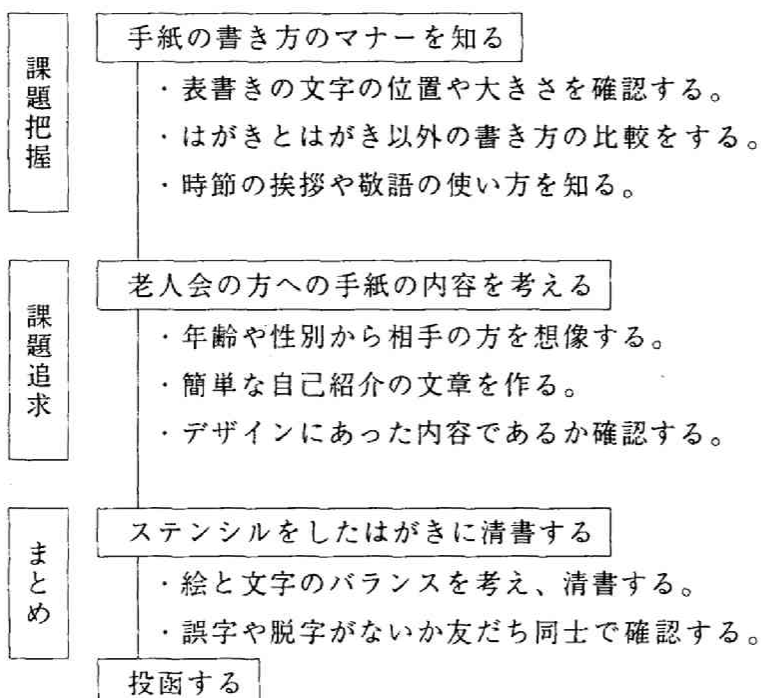 課題把握
手紙の書き方のマナーを知る
・表書きの文字の位置や大きさを確認する。
・はがきとはがき以外の書き方の比較をする。
・時節の挨拶や敬語の使い方を知る。
課題追求
老人会の方への手紙の内容を考える
・年齢や性別から相手の方を想像する。
・簡単な自己紹介の文章を作る。
・デザインにあった内容であるか確認する。
まとめ
ステンシルをしたはがきに清書する
・絵と文字のバランスを考え、清書する。
・誤字や脱字がないか友だち同士で確認する。
投函する